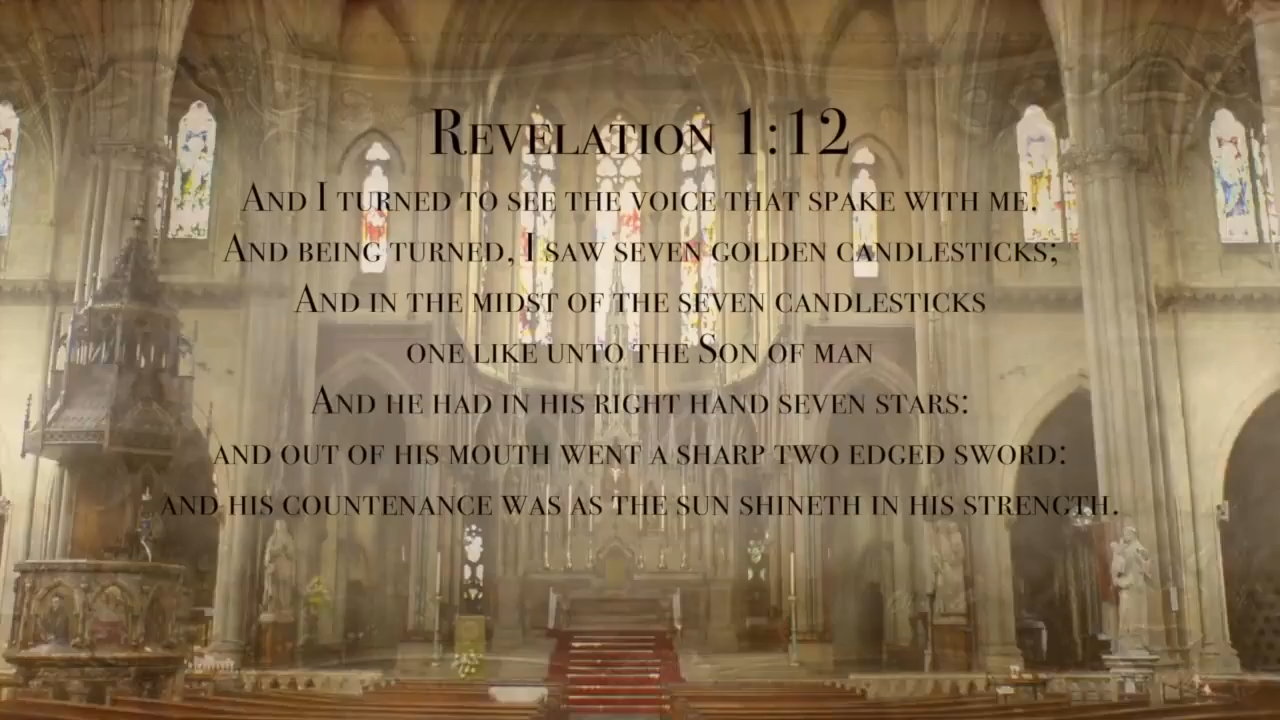 Revelation 1:12
And I turned to see the voice that spake with me.
And being turned, I saw seven golden candlesticks;
And in the midst of the seven candlesticks
one like unto the Son of man
And he had in his right hand seven stars:
and out of his mouth went a sharp two edged sword:
and his countenance was as the sun shineth in his strength.